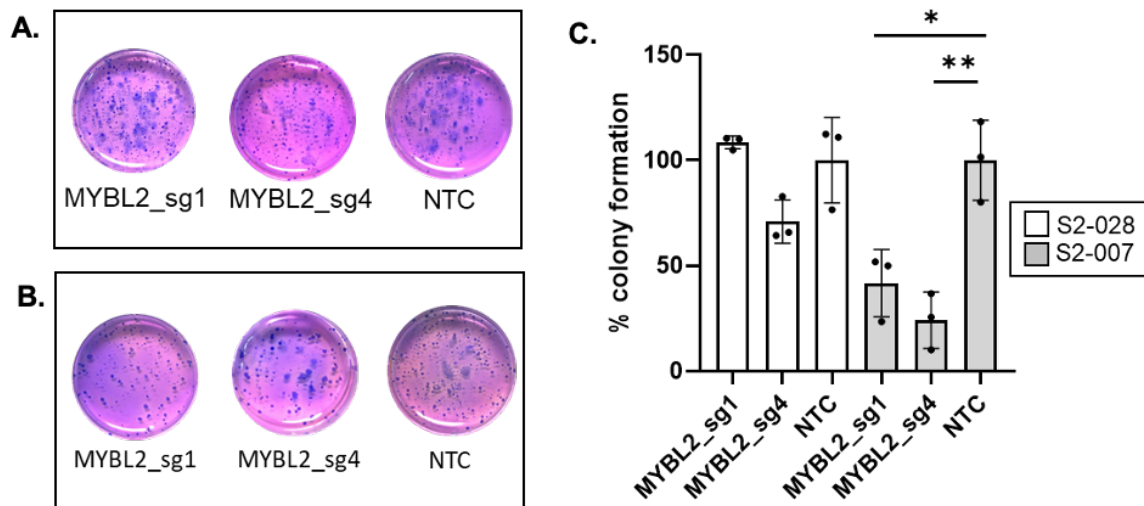 A.
MYBL2_sg1
MYBL2_sg4
NTC
B.
MYBL2_sg1
MYBL2_sg4
NTC
C.
*
**
150
100
50
0
% colony formation
MYBL2_sg1
MYBL2_sg4
NTC
MYBL2_sg1
MYBL2_sg4
NTC
S2-028
S2-007